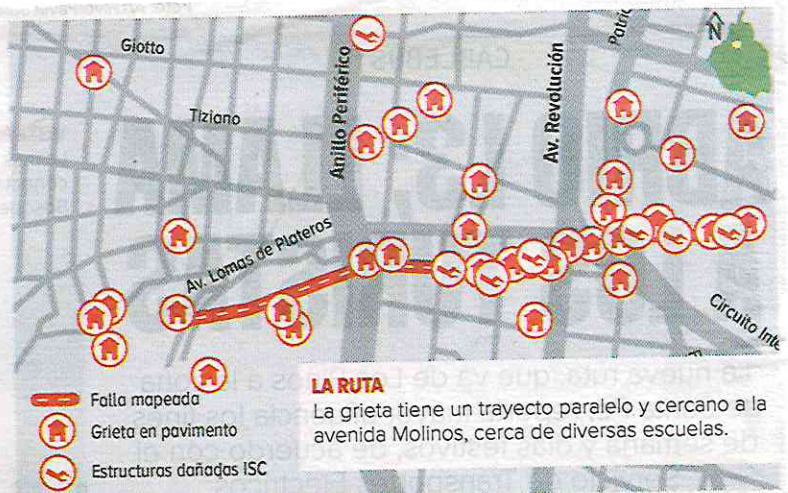 Giotto
Tiziano
Anillo Periférico
Av. Revolución
Patrio
N
Av. Lomas de Plateros
Circuito Inte
LA RUTA
La grieta tiene un trayecto paralelo y cercano a la
avenida Molinos, cerca de diversas escuelas.
Falla mapeada
Grieta en pavimento
Estructuras dañadas ISC